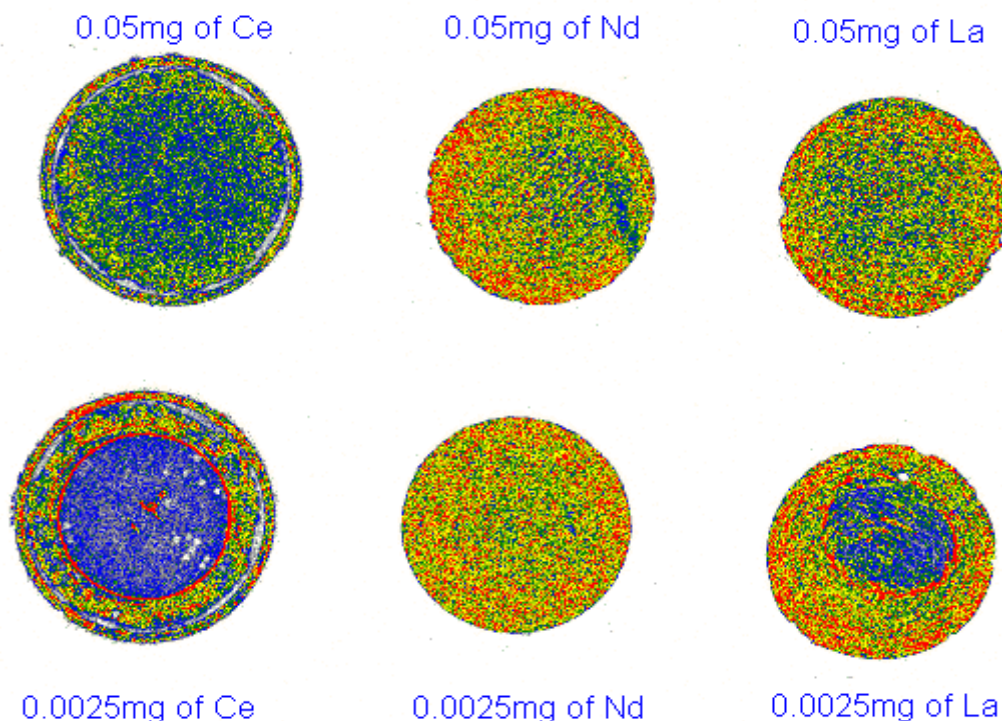 0.05mg of Ce
0.05mg of Nd
0.05mg of La
0.0025mg of Ce
0.0025mg of Nd
0.0025mg of La